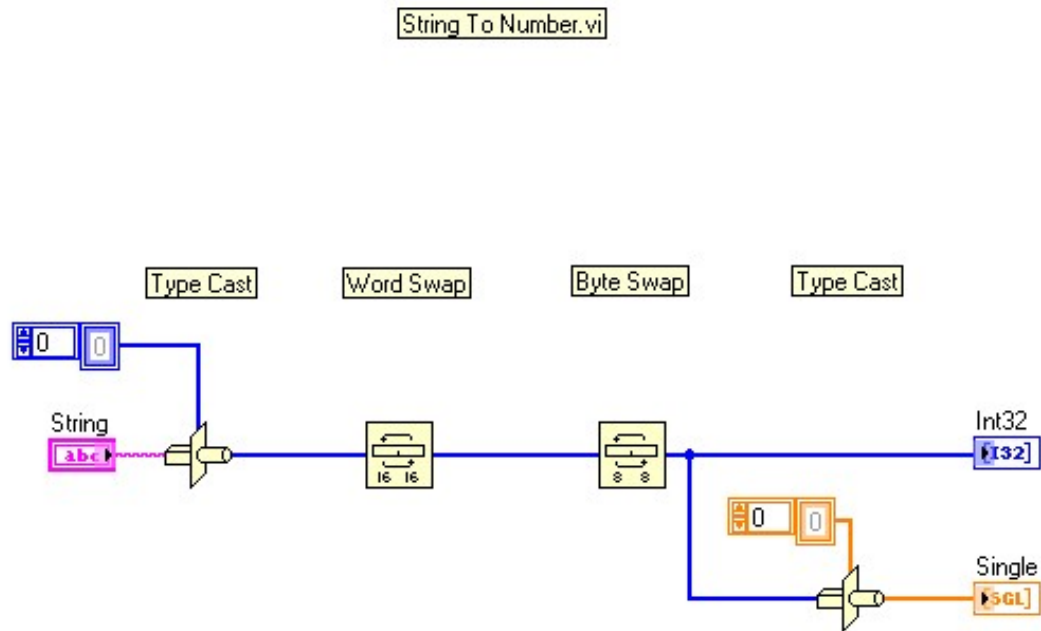 String To Number.vi
Type Cast
Word Swap
Byte Swap
Type Cast
0 0
String
abc
16 16
8 8
Int32
[I32]
0 0
Single
[SGL]